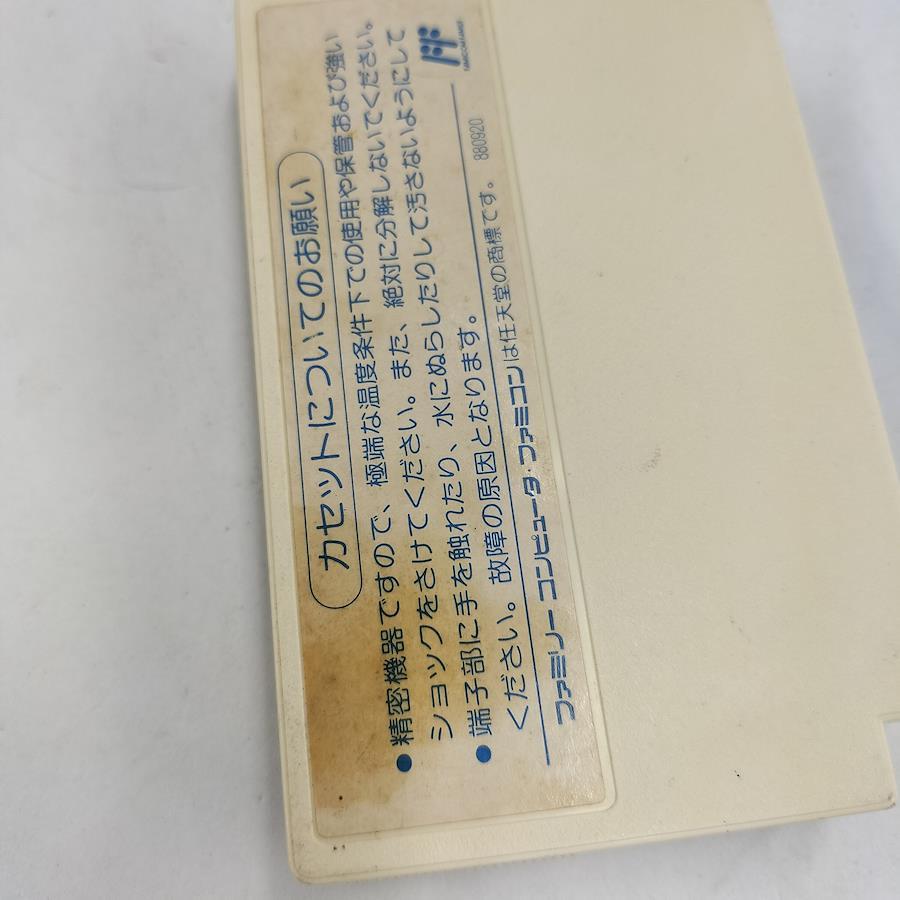 カセットについてのお願い
●精密機器ですので、極端な温度条件下での使用や保管および強い
ショックをさけてください。また、絶対に分解しないでください。
●端子部に手を触れたり、水にぬらしたりして汚さないようにして
ください。故障の原因となります。
FF
FAMICOM FAMILY
ファミリー コンピュータ・ファミコンは任天堂の商標です。
880920